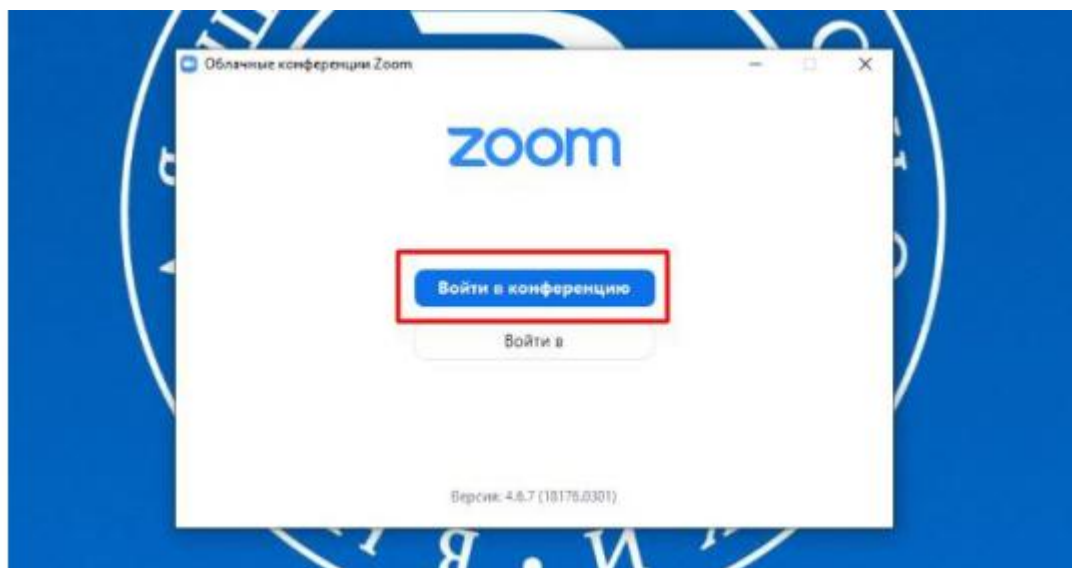 Облачные конференции Zoom
zoom
Войти в конференцию
Войти в
Версия: 4.6.7 (18176.0301)